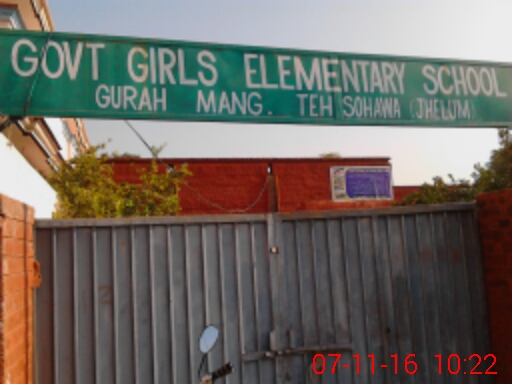 GOVT GIRLS ELEMENTARY SCHOOL
GURAH MANG. TEH SOHAWA (JHELUM)
07-11-16 10:22